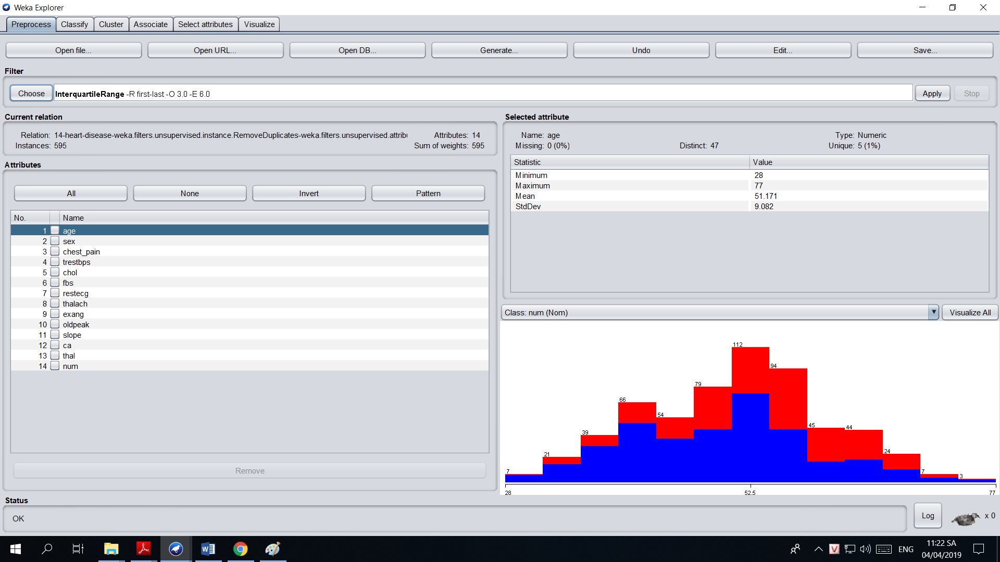 Weka Explorer
Preprocess Classify Cluster Associate Select attributes Visualize
Open file... Open URL... Open DB... Generate... Undo Edit... Save...
Filter
Choose InterquartileRange -R first-last -O 3.0 -E 6.0 Apply Stop
Current relation
Relation: 14-heart-disease-weka.filters.unsupervised.instance.RemoveDuplicates-weka.filters.unsupervised.attribu Attributes: 14
Instances: 595 Sum of weights: 595
Attributes
All None Invert Pattern
No. Name
1 age
2 sex
3 chest_pain
4 trestbps
5 chol
6 fbs
7 restecg
8 thalach
9 exang
10 oldpeak
11 slope
12 ca
13 thal
14 num
Remove
Selected attribute
Name: age Type: Numeric
Missing: 0 (0%) Distinct: 47 Unique: 5 (1%)
Statistic Value
Minimum 28
Maximum 77
Mean 51.171
StdDev 9.082
Class: num (Nom) Visualize All
7 21 39 66 54 79 112 94 45 44 24 7 3
28 52.5 77
Status
OK
Log x 0
ENG
11:22 SA
04/04/2019